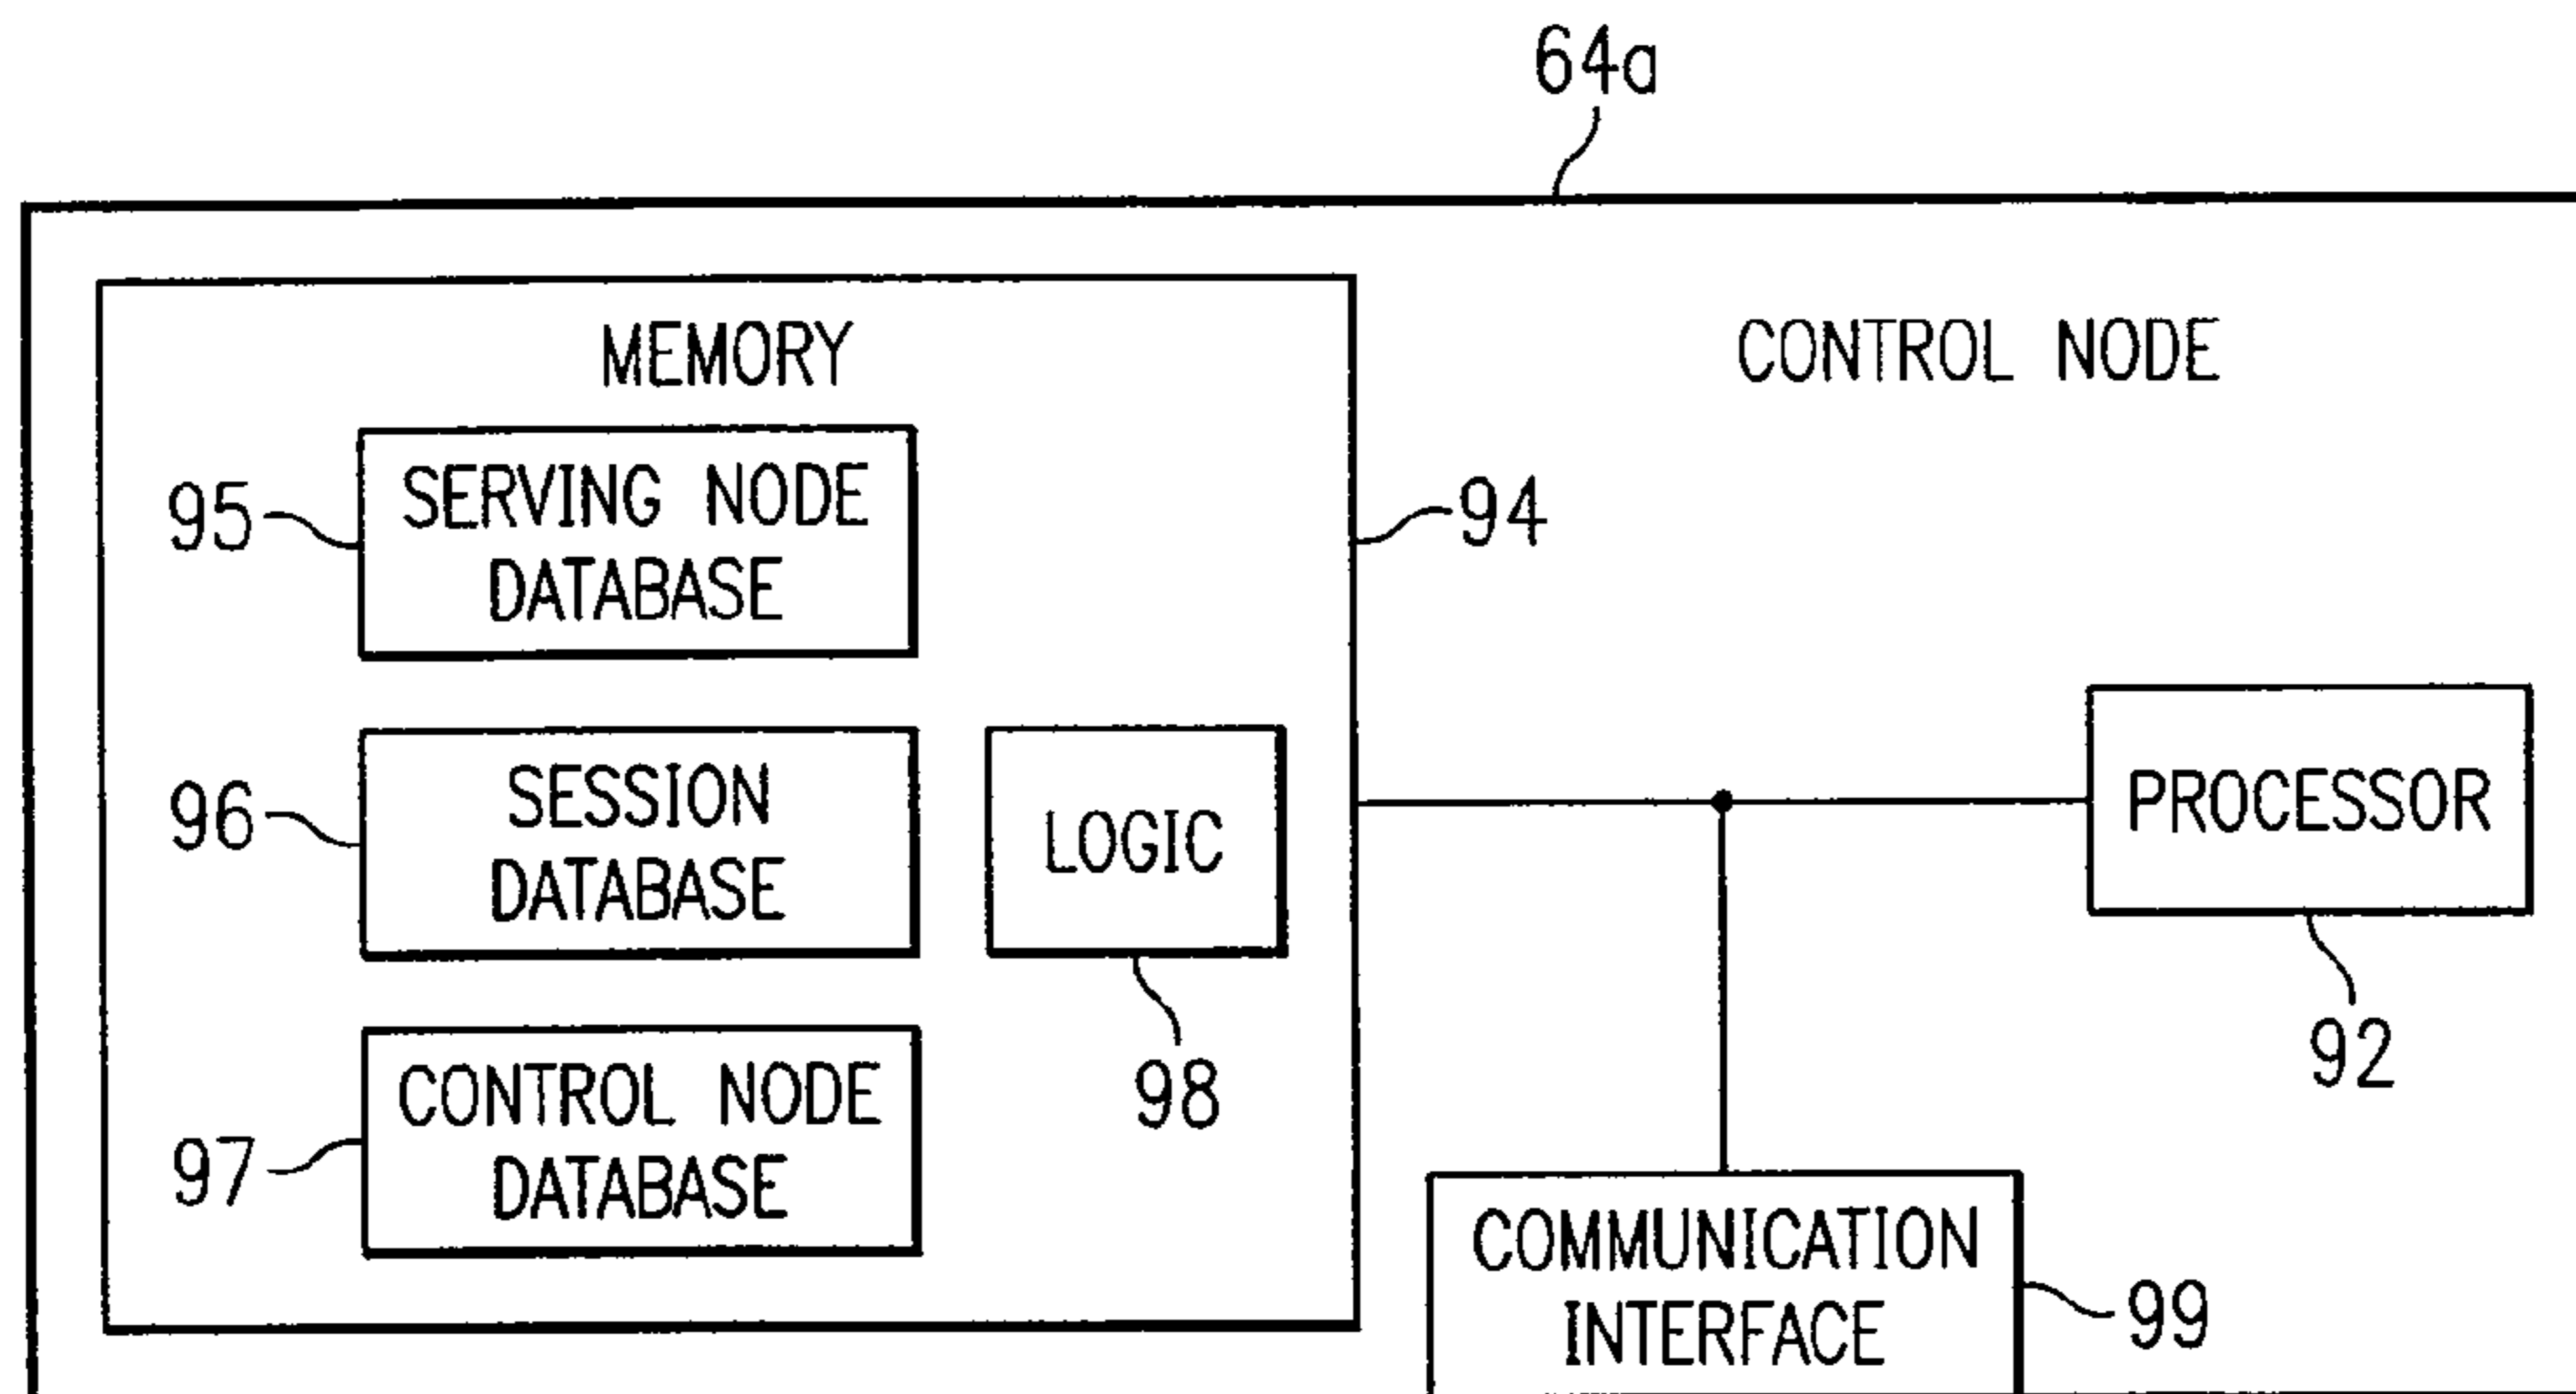 64a
MEMORY
CONTROL NODE
95
SERVING NODE
DATABASE
94
96
SESSION
DATABASE
LOGIC
PROCESSOR
98
92
97
CONTROL NODE
DATABASE
COMMUNICATION
INTERFACE
99